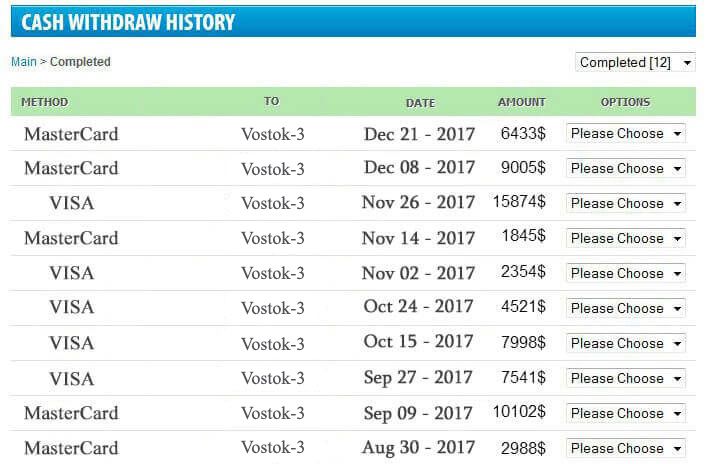 CASH WITHDRAW HISTORY
Main > Completed Completed [12]
METHOD TO DATE AMOUNT OPTIONS
MasterCard Vostok-3 Dec 21 - 2017 6433$ Please Choose
MasterCard Vostok-3 Dec 08 - 2017 9005$ Please Choose
VISA Vostok-3 Nov 26 - 2017 15874$ Please Choose
MasterCard Vostok-3 Nov 14 - 2017 1845$ Please Choose
VISA Vostok-3 Nov 02 - 2017 2354$ Please Choose
VISA Vostok-3 Oct 24 - 2017 4521$ Please Choose
VISA Vostok-3 Oct 15 - 2017 7998$ Please Choose
VISA Vostok-3 Sep 27 - 2017 7541$ Please Choose
MasterCard Vostok-3 Sep 09 - 2017 10102$ Please Choose
MasterCard Vostok-3 Aug 30 - 2017 2988$ Please Choose